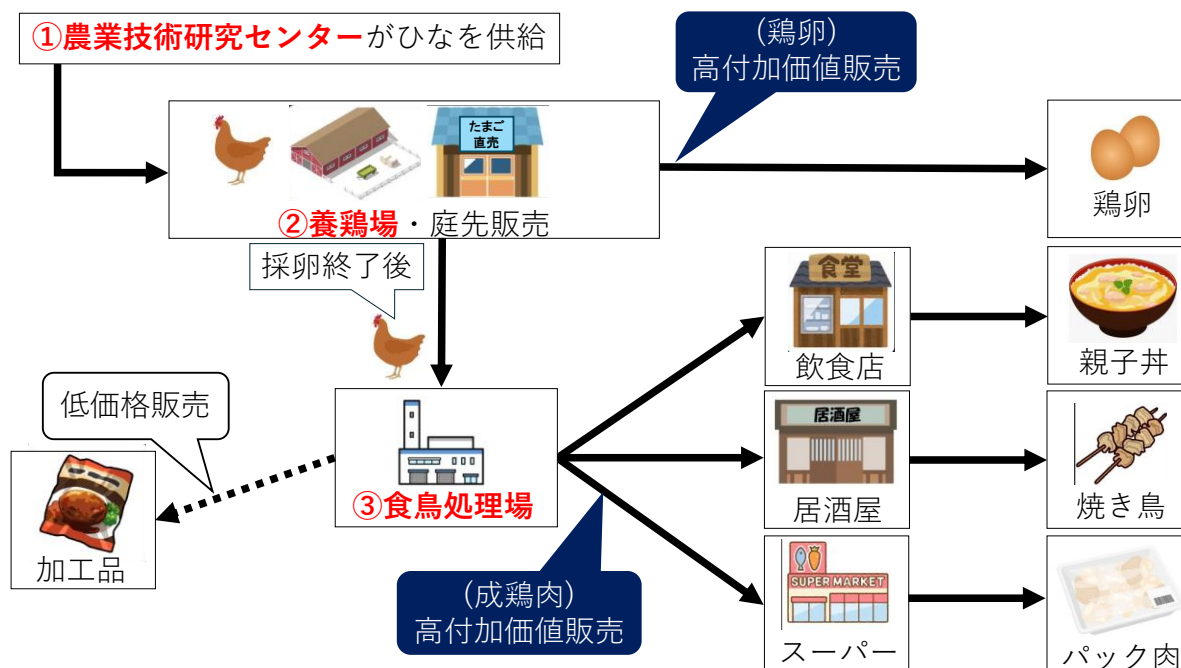 ①農業技術研究センターがひなを供給
(鶏卵)
高付加価値販売
たまご
直売
②養鶏場・庭先販売
鶏卵
採卵終了後
食堂
飲食店
親子丼
低価格販売
居酒屋
居酒屋
焼き鳥
③食鳥処理場
加工品
(成鶏肉)
高付加価値販売
SUPER MARKET
スーパー
パック肉